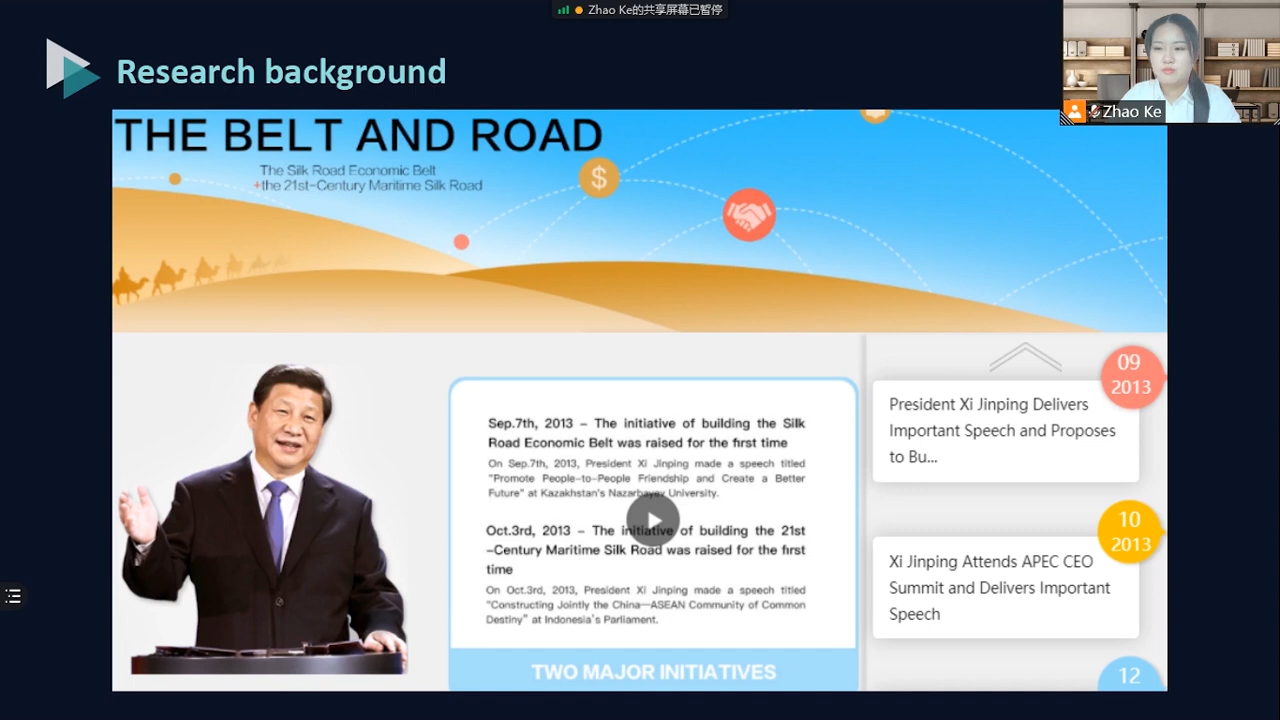 Zhao Ke的共享屏幕已暂停
Research background
Zhao Ke
THE BELT AND ROAD
The Silk Road Economic Belt
+the 21st-Century Maritime Silk Road
$
Sep.7th, 2013 – The initiative of building the Silk
Road Economic Belt was raised for the first time
On Sep.7th, 2013, President Xi Jinping made a speech titled
"Promote People-to-People Friendship and Create a Better
Future" at Kazakhstan's Nazarbayev University.
Oct.3rd, 2013 – The initiative of building the 21st
-Century Maritime Silk Road was raised for the first
time
On Oct.3rd, 2013, President Xi Jinping made a speech titled
"Constructing Jointly the China—ASEAN Community of Common
Destiny" at Indonesia's Parliament.
TWO MAJOR INITIATIVES
09
2013
President Xi Jinping Delivers
Important Speech and Proposes
to Bu...
10
2013
Xi Jinping Attends APEC CEO
Summit and Delivers Important
Speech
12